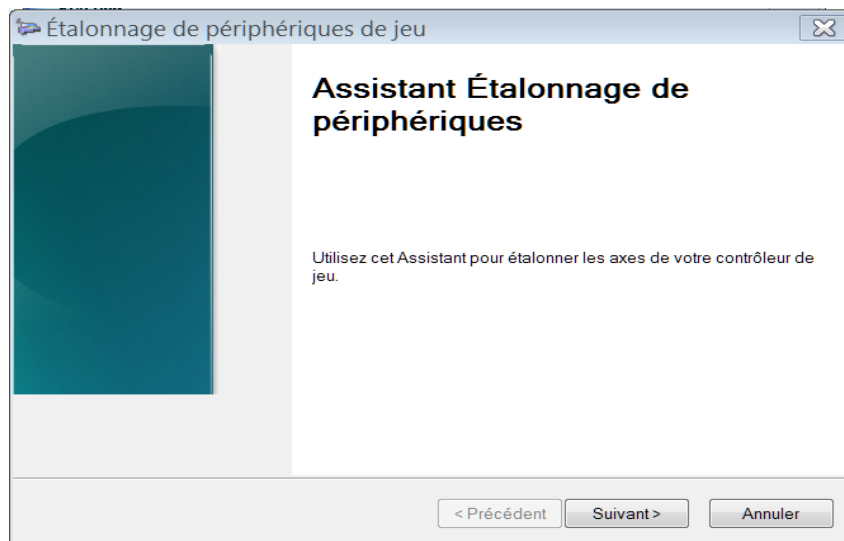 Étalonnage de périphériques de jeu
Assistant Étalonnage de
périphériques
Utilisez cet Assistant pour étalonner les axes de votre contrôleur de
jeu.
< Précédent
Suivant >
Annuler